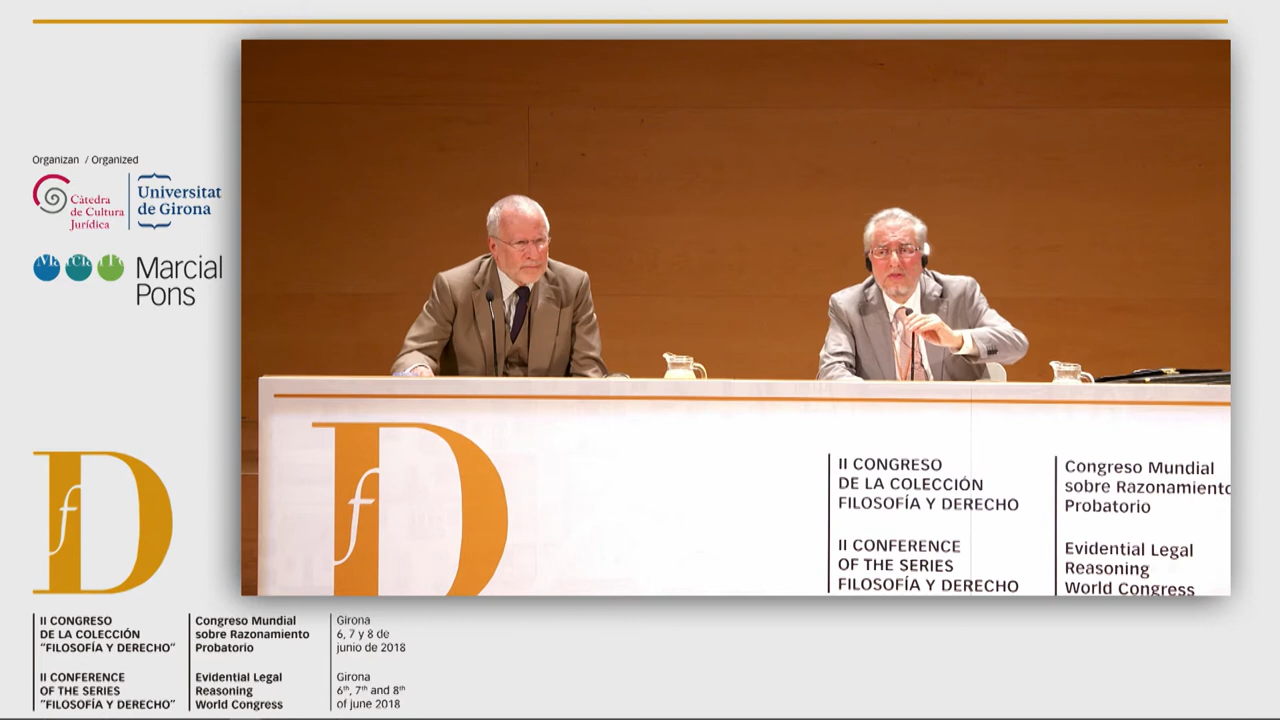 Organizan / Organized
Càtedra
de Cultura
Jurídica
Universitat
de Girona
Marcial
Pons
fD
II CONGRESO
DE LA COLECCIÓN
FILOSOFÍA Y DERECHO
II CONFERENCE
OF THE SERIES
FILOSOFÍA Y DERECHO
Congreso Mundial
sobre Razonamiento
Probatorio
Evidential Legal
Reasoning
World Congress
fD
II CONGRESO
DE LA COLECCIÓN
"FILOSOFÍA Y DERECHO"
II CONFERENCE
OF THE SERIES
"FILOSOFÍA Y DERECHO"
Congreso Mundial
sobre Razonamiento
Probatorio
Evidential Legal
Reasoning
World Congress
Girona
6, 7 y 8 de
junio de 2018
Girona
6th, 7th and 8th
of june 2018